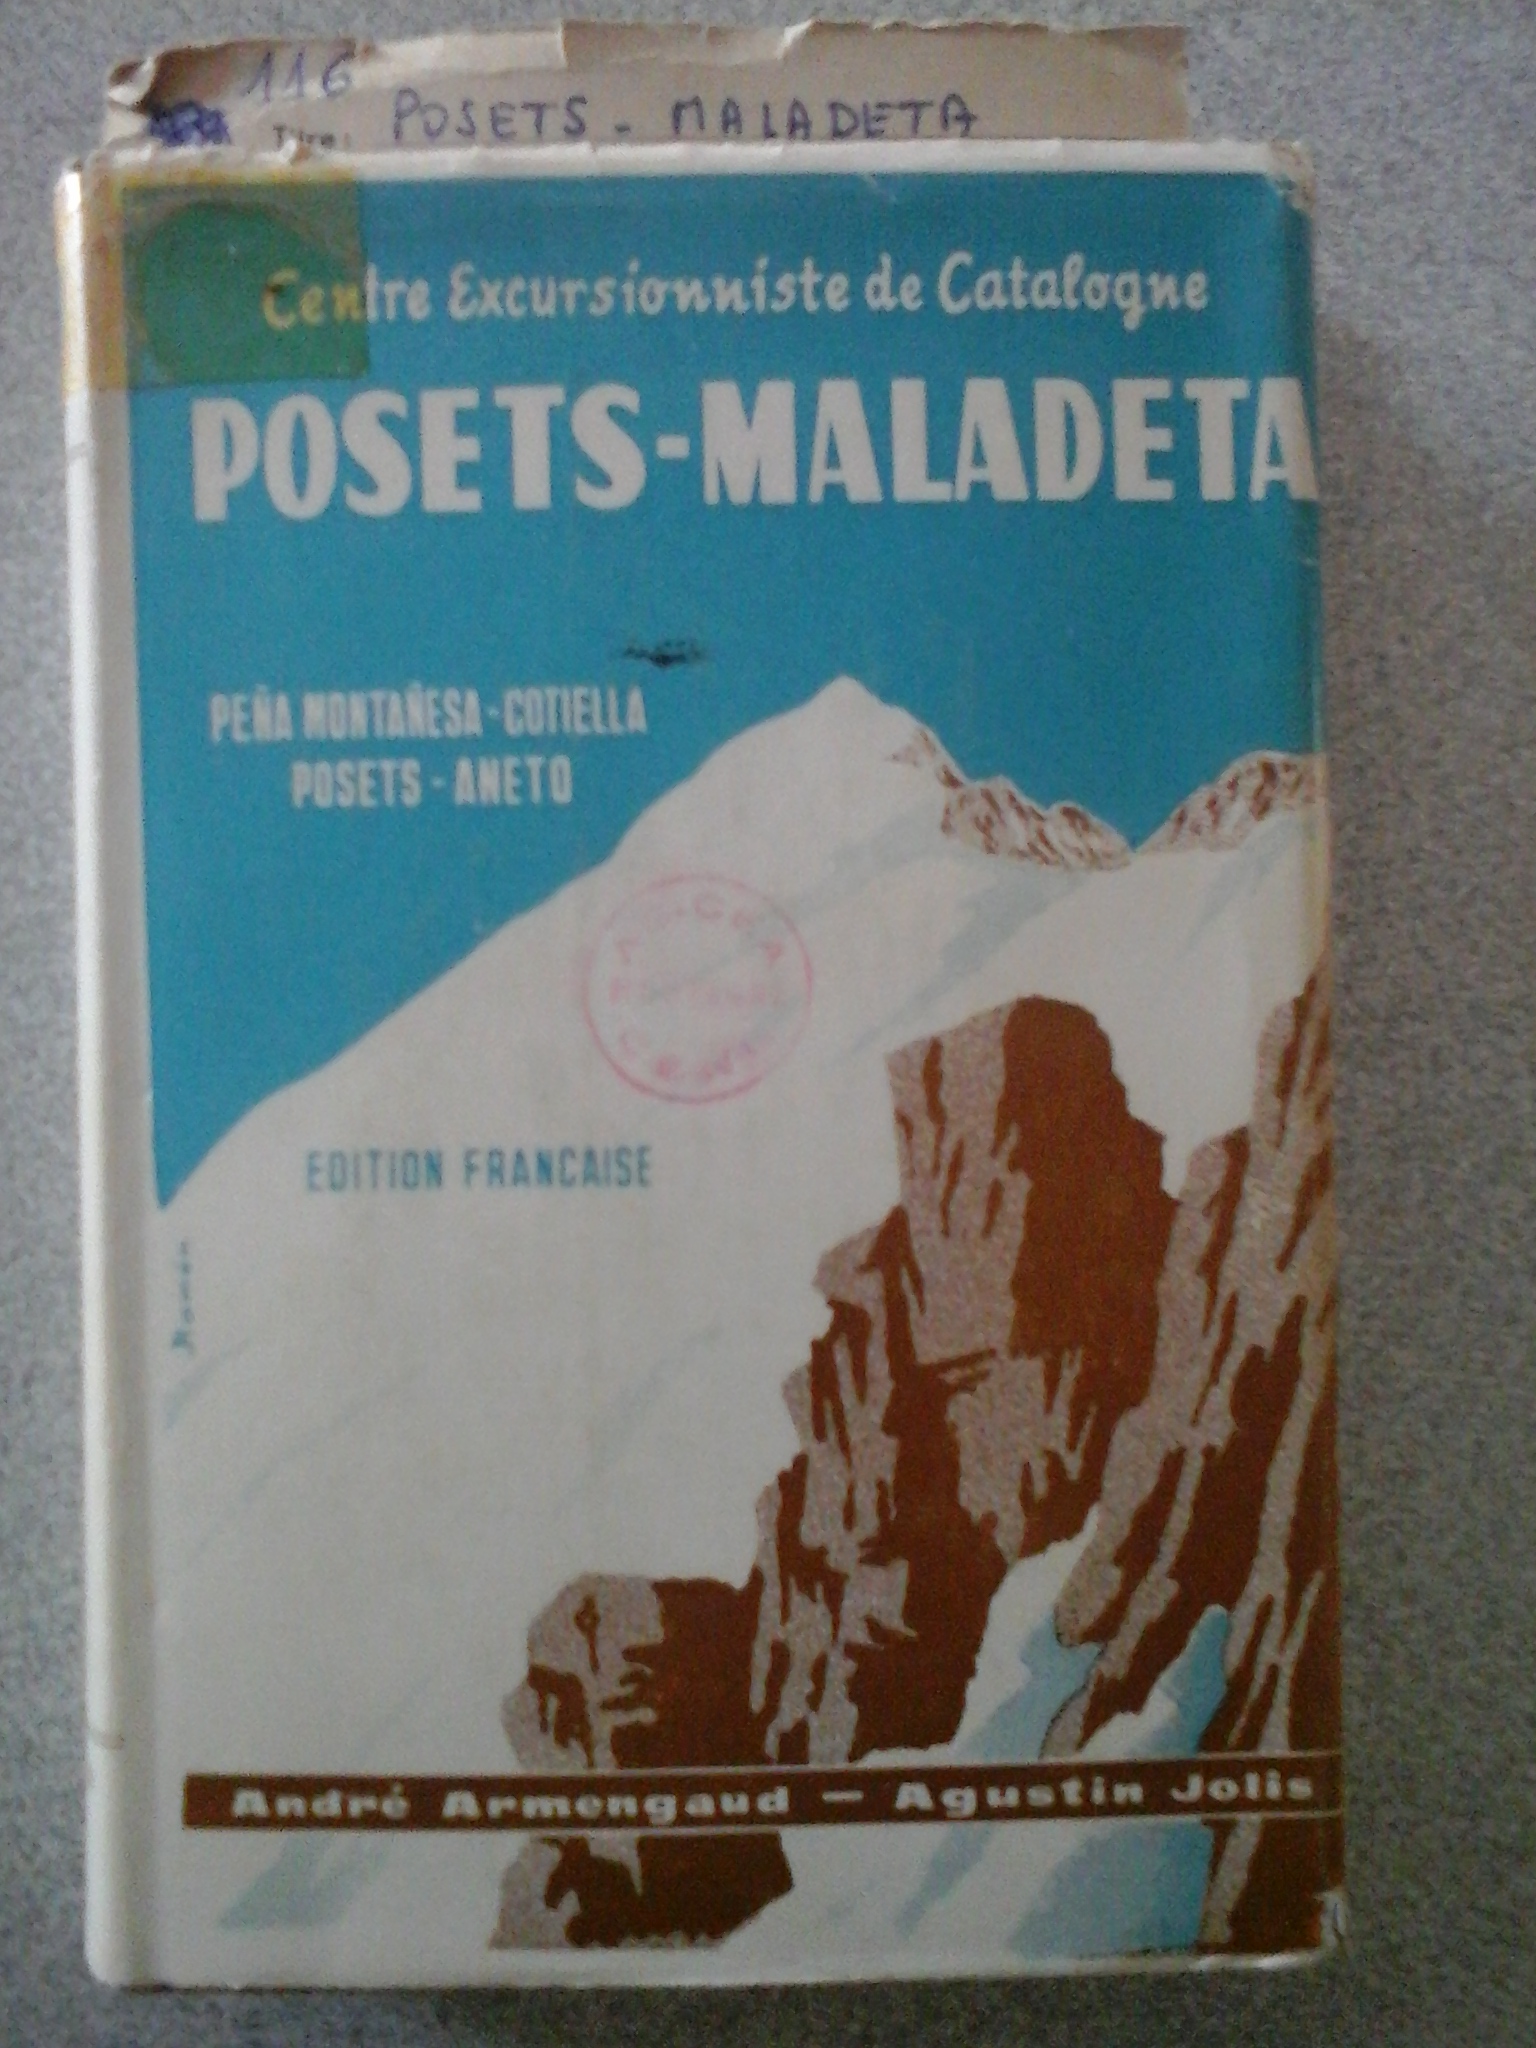 116
Titre: POSETS - MALADETA
Centre Excursionniste de Catalogne
POSETS-MALADETA
PEÑA MONTAÑESA-COTIELLA
POSETS - ANETO
EDITION FRANCAISE
André Armengaud — Agustin Jolis